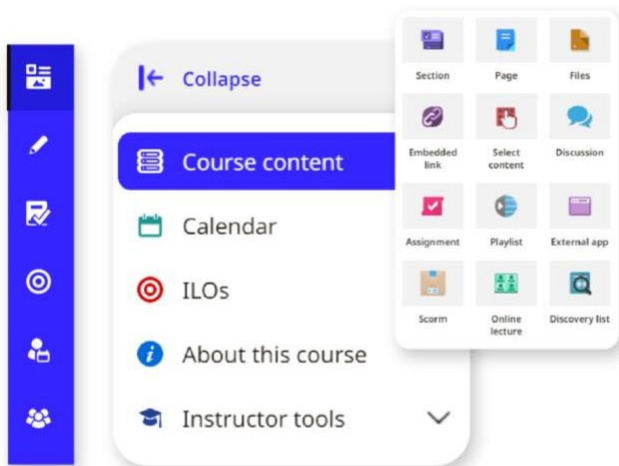 Collapse
Course content
Calendar
ILOs
About this course
Instructor tools
Section
Page
Files
Embedded
link
Select
content
Discussion
Assignment
Playlist
External app
Scorm
Online
lecture
Discovery list